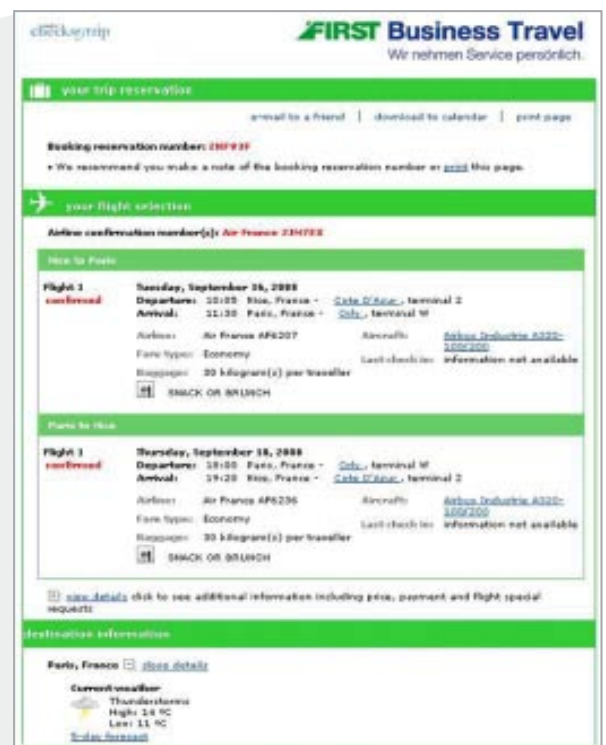 checkmytrip
FIRST Business Travel
Wir nehmen Service persönlich.
your trip reservation
e-mail to a friend | download to calendar | print page
Booking reservation number:
• We recommend you make a note of the booking reservation number or print this page.
your flight selection
Airline confirmation number(s): Air France
Nice to Paris
Flight 1 Tuesday, September 16, 2008
confirmed Departure: 10:05 Nice, France - Cote D'Azur , terminal 2
Arrival: 11:30 Paris, France - Orly , terminal W
Airline: Air France AF6207 Aircraft: Airbus Industrie A320-
100/200
Fare type: Economy Last check in: information not available
Baggage: kilogram(s) per traveller
SNACK OR BRUNCH
Paris to Nice
Flight 1 Thursday, September 18, 2008
confirmed Departure: 18:00 Paris, France - Orly , terminal W
Arrival: 19:20 Nice, France - Cote D'Azur , terminal 2
Airline: Air France AF6236 Aircraft: Airbus Industrie A320-
100/200
Fare type: Economy Last check in: information not available
Baggage: kilogram(s) per traveller
SNACK OR BRUNCH
view details click to see additional information including price, payment and flight special
requests
destination information
Paris, France close details
Current weather
Thunderstorms
High: 14 ºC
Low: 11 ºC
5-day forecast